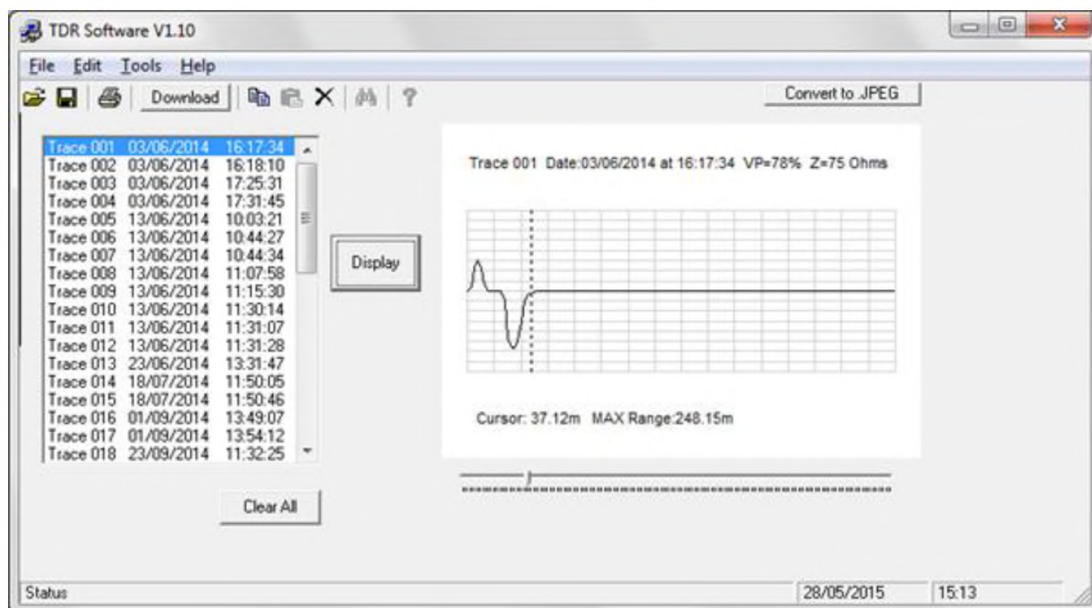 TDR Software V1.10
File Edit Tools Help
Download ?
Convert to .JPEG
Trace 001 03/06/2014 16:17:34
Trace 002 03/06/2014 16:18:10
Trace 003 03/06/2014 17:25:31
Trace 004 03/06/2014 17:31:45
Trace 005 13/06/2014 10:03:21
Trace 006 13/06/2014 10:44:27
Trace 007 13/06/2014 10:44:34
Trace 008 13/06/2014 11:07:58
Trace 009 13/06/2014 11:15:30
Trace 010 13/06/2014 11:30:14
Trace 011 13/06/2014 11:31:07
Trace 012 13/06/2014 11:31:28
Trace 013 23/06/2014 13:31:47
Trace 014 18/07/2014 11:50:05
Trace 015 18/07/2014 11:50:46
Trace 016 01/09/2014 13:49:07
Trace 017 01/09/2014 13:54:12
Trace 018 23/09/2014 11:32:25
Display
Trace 001 Date:03/06/2014 at 16:17:34 VP=78% Z=75 Ohms
Cursor: 37.12m MAX Range:248.15m
Clear All
Status 28/05/2015 15:13